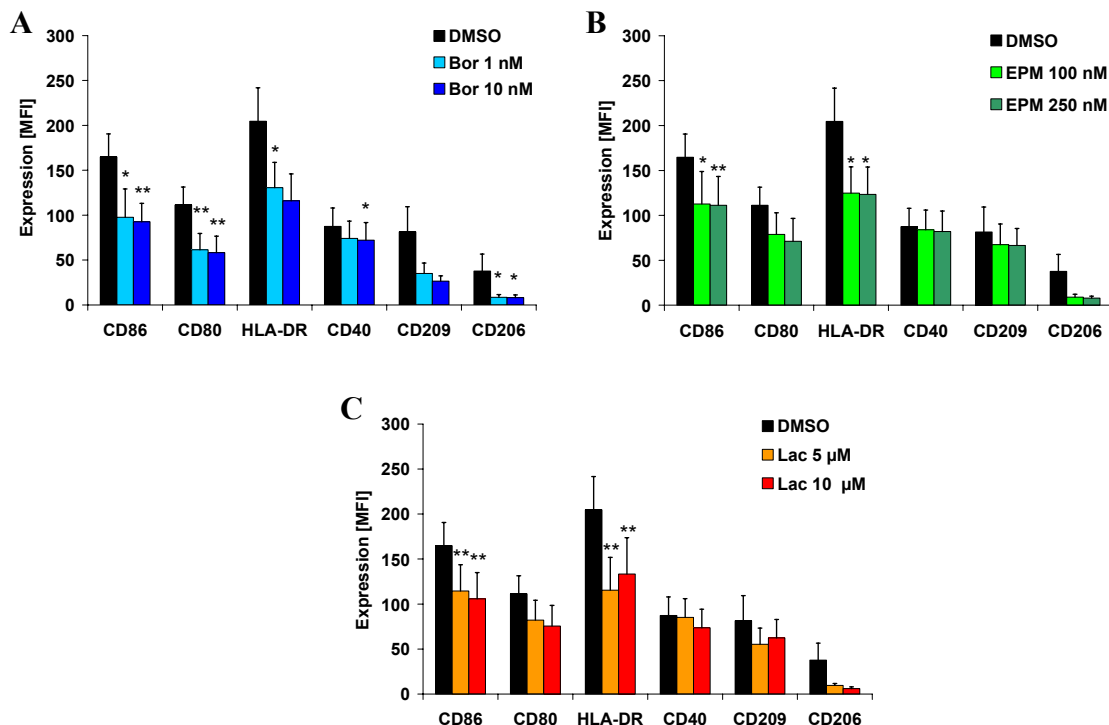 A
300
250
200
150
100
50
0
Expression [MFI]
DMSO
Bor 1 nM
Bor 10 nM
* ** ** ** * * * *
CD86 CD80 HLA-DR CD40 CD209 CD206
B
300
250
200
150
100
50
0
Expression [MFI]
DMSO
EPM 100 nM
EPM 250 nM
* ** * *
CD86 CD80 HLA-DR CD40 CD209 CD206
C
300
250
200
150
100
50
0
Expression [MFI]
DMSO
Lac 5 µM
Lac 10 µM
** ** ** **
CD86 CD80 HLA-DR CD40 CD209 CD206